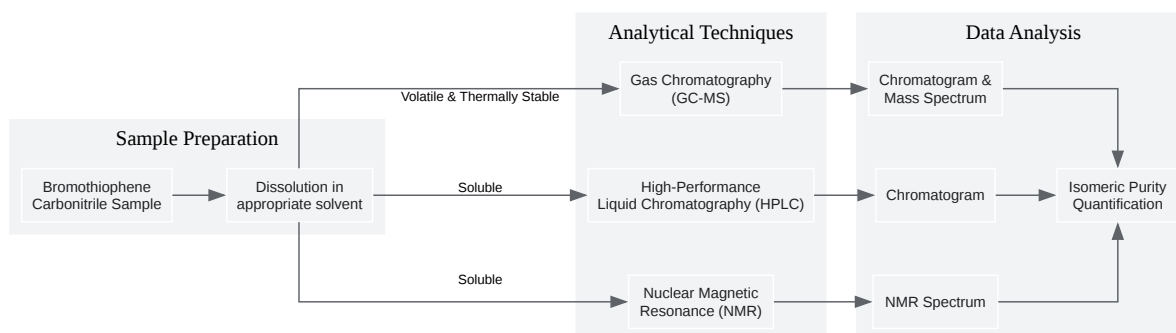 Analytical Techniques
Data Analysis
Gas Chromatography
(GC-MS)
Chromatogram &
Mass Spectrum
Volatile & Thermally Stable
Sample Preparation
Bromothiophene
Carbonitrile Sample
Dissolution in
appropriate solvent
Soluble
High-Performance
Liquid Chromatography (HPLC)
Chromatogram
Isomeric Purity
Quantification
Soluble
Nuclear Magnetic
Resonance (NMR)
NMR Spectrum